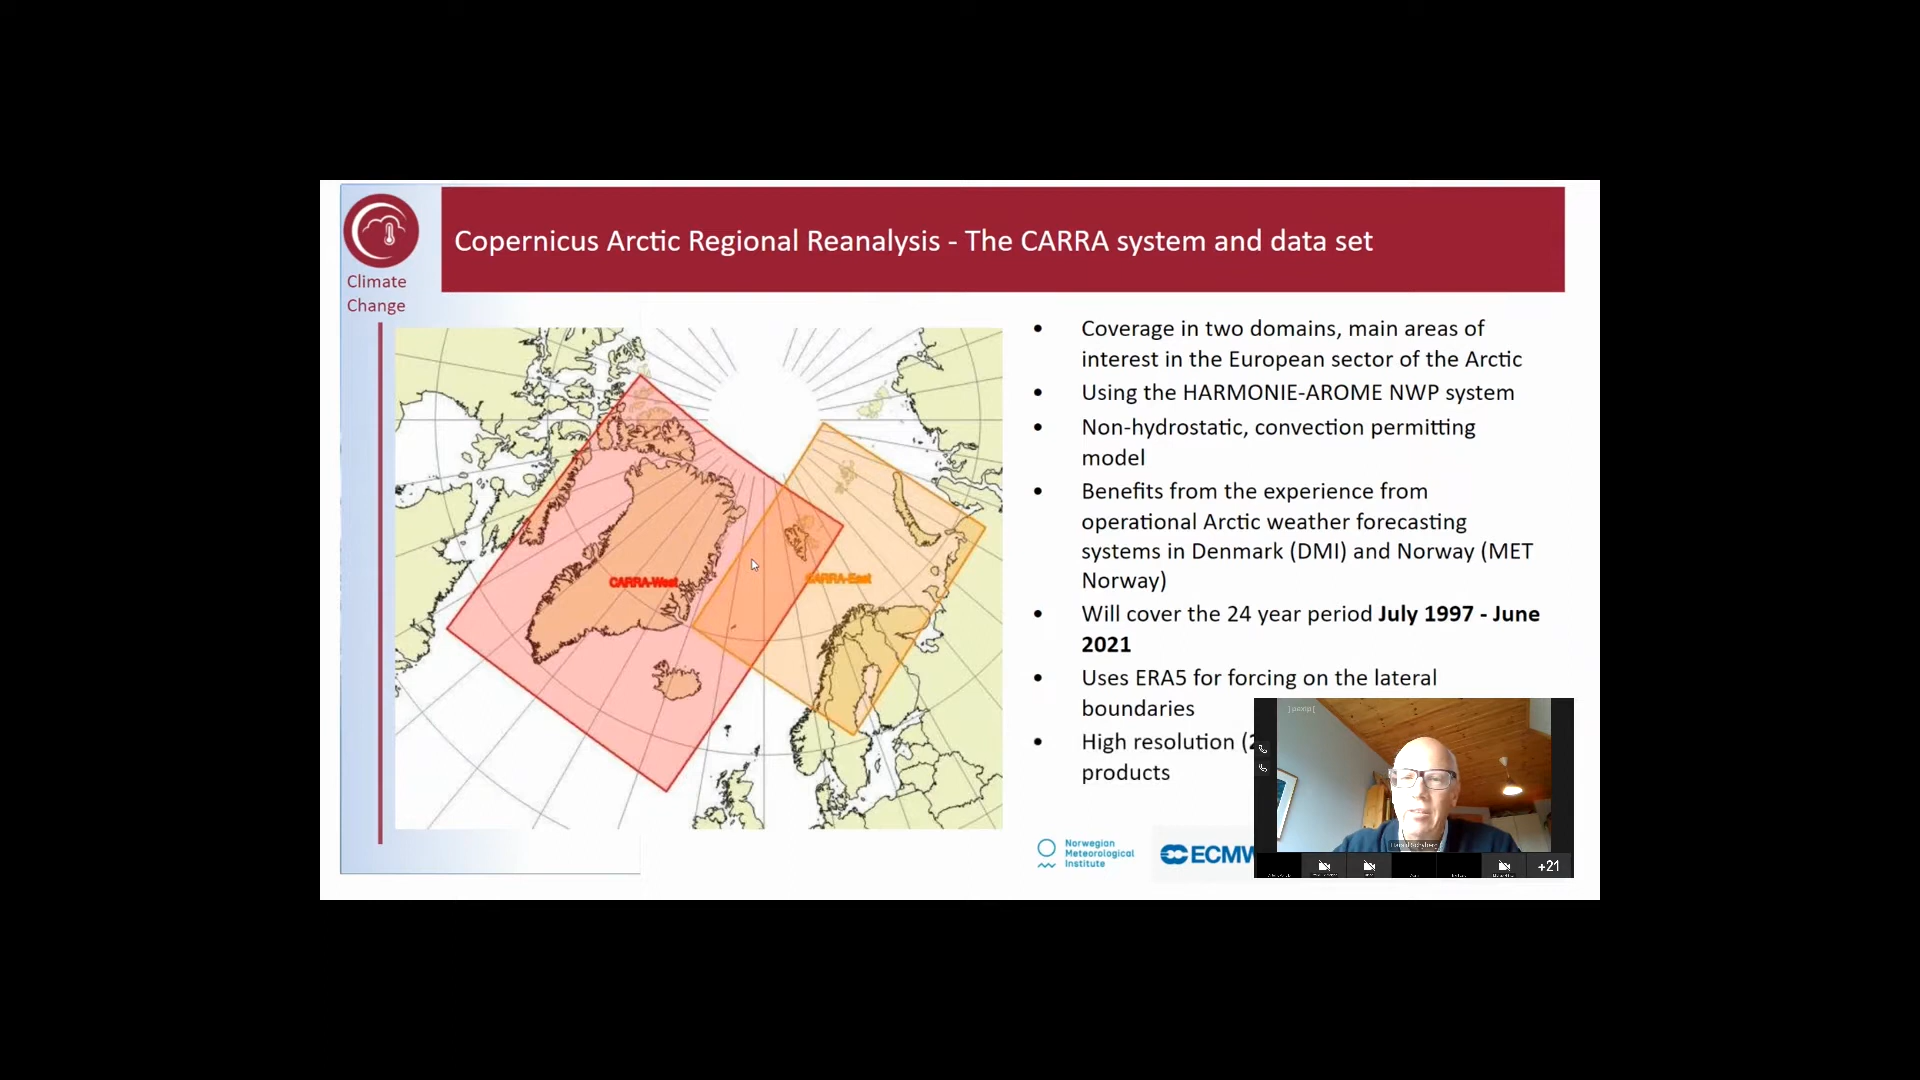 Copernicus Arctic Regional Reanalysis - The CARRA system and data set
Climate
Change
CARRA-West
CARRA-East
• Coverage in two domains, main areas of
interest in the European sector of the Arctic
• Using the HARMONIE-AROME NWP system
• Non-hydrostatic, convection permitting
model
• Benefits from the experience from
operational Arctic weather forecasting
systems in Denmark (DMI) and Norway (MET
Norway)
• Will cover the 24 year period July 1997 - June
2021
• Uses ERA5 for forcing on the lateral
boundaries
• High resolution (2
products
Norwegian
Meteorological
Institute
ECMW
+21